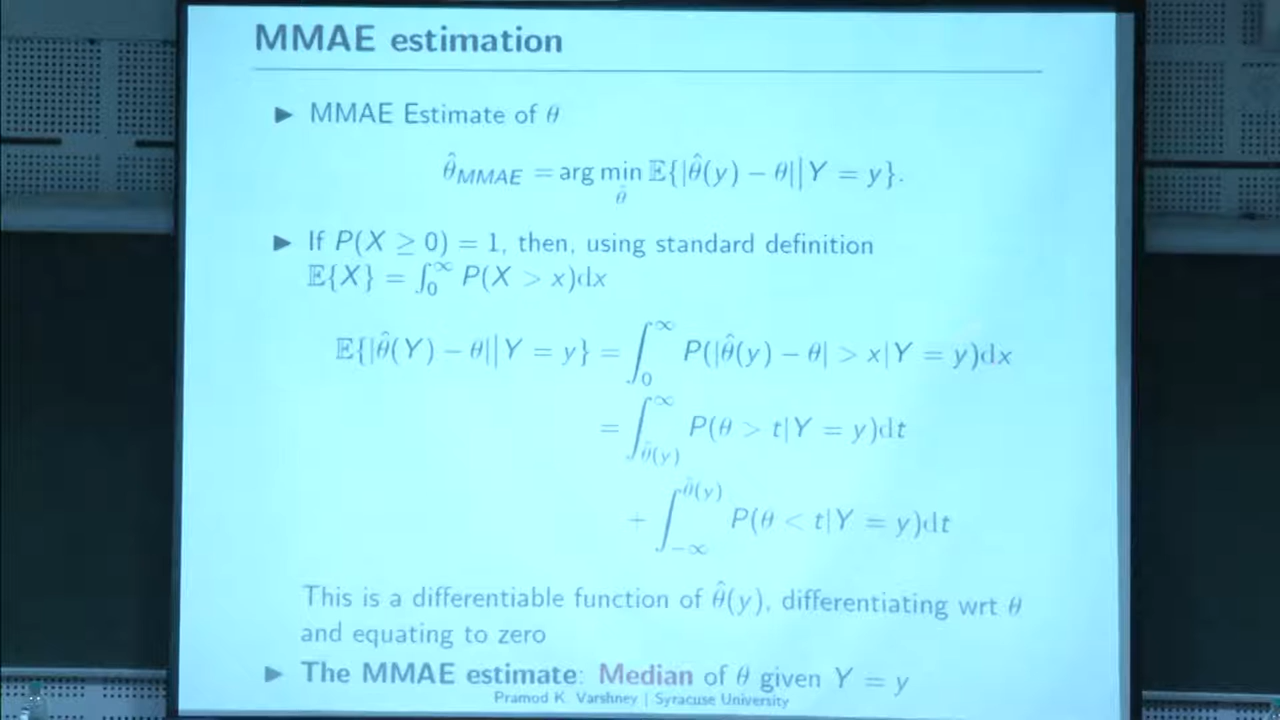 MMAE estimation
► MMAE Estimate of θ
θ̂_MMAE = arg min_θ̂ 𝔼{|θ̂(y) − θ||Y = y}.
► If P(X ≥ 0) = 1, then, using standard definition
𝔼{X} = ∫_0^∞ P(X > x)dx
𝔼{|θ̂(Y) − θ||Y = y} = ∫_0^∞ P(|θ̂(y) − θ| > x|Y = y)dx
= ∫_{θ̂(y)}^∞ P(θ > t|Y = y)dt
+ ∫_{−∞}^{θ̂(y)} P(θ < t|Y = y)dt
This is a differentiable function of θ̂(y), differentiating wrt θ
and equating to zero
► The MMAE estimate: Median of θ given Y = y
Pramod K. Varshney | Syracuse University